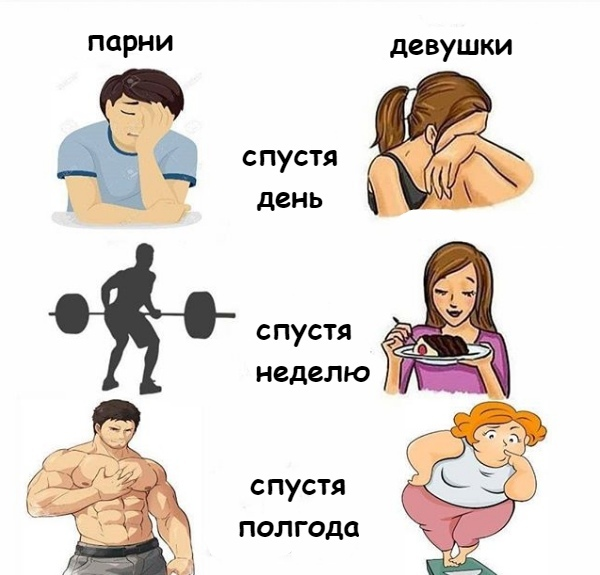 парни
девушки
спустя
день
спустя
неделю
спустя
полгода